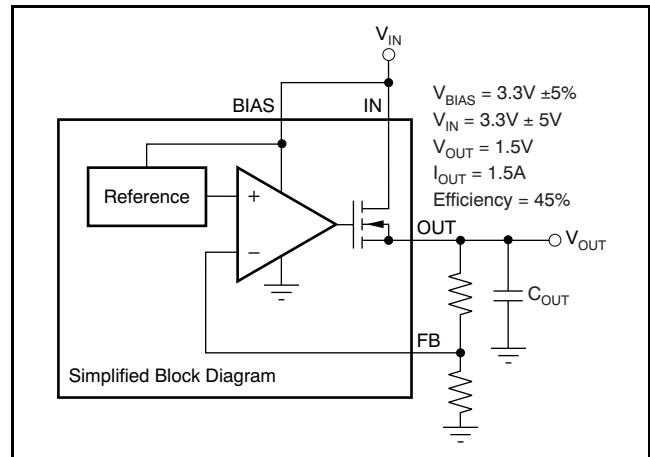 V_IN
BIAS
IN
V_BIAS = 3.3V ±5%
V_IN = 3.3V ± 5V
V_OUT = 1.5V
I_OUT = 1.5A
Efficiency = 45%
Reference
+
−
OUT
V_OUT
C_OUT
FB
Simplified Block Diagram